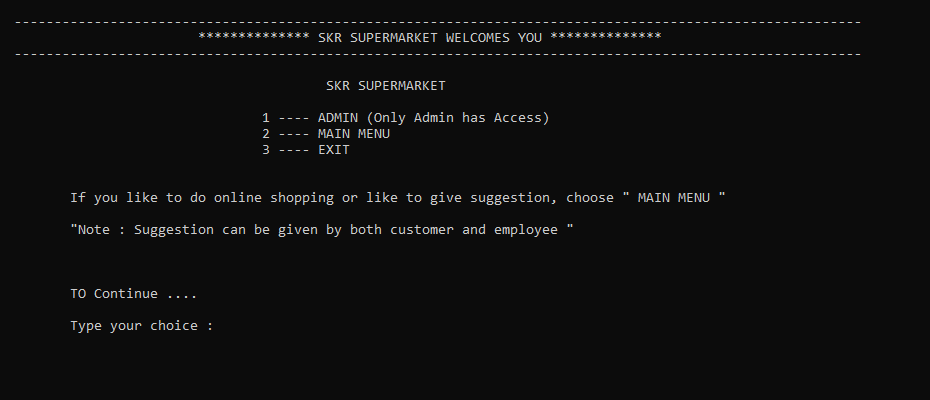 ----------------------------------------------------------------------------------------------------------
************** SKR SUPERMARKET WELCOMES YOU **************
----------------------------------------------------------------------------------------------------------
SKR SUPERMARKET
1 ---- ADMIN (Only Admin has Access)
2 ---- MAIN MENU
3 ---- EXIT
If you like to do online shopping or like to give suggestion, choose " MAIN MENU "
"Note : Suggestion can be given by both customer and employee "
TO Continue ....
Type your choice :